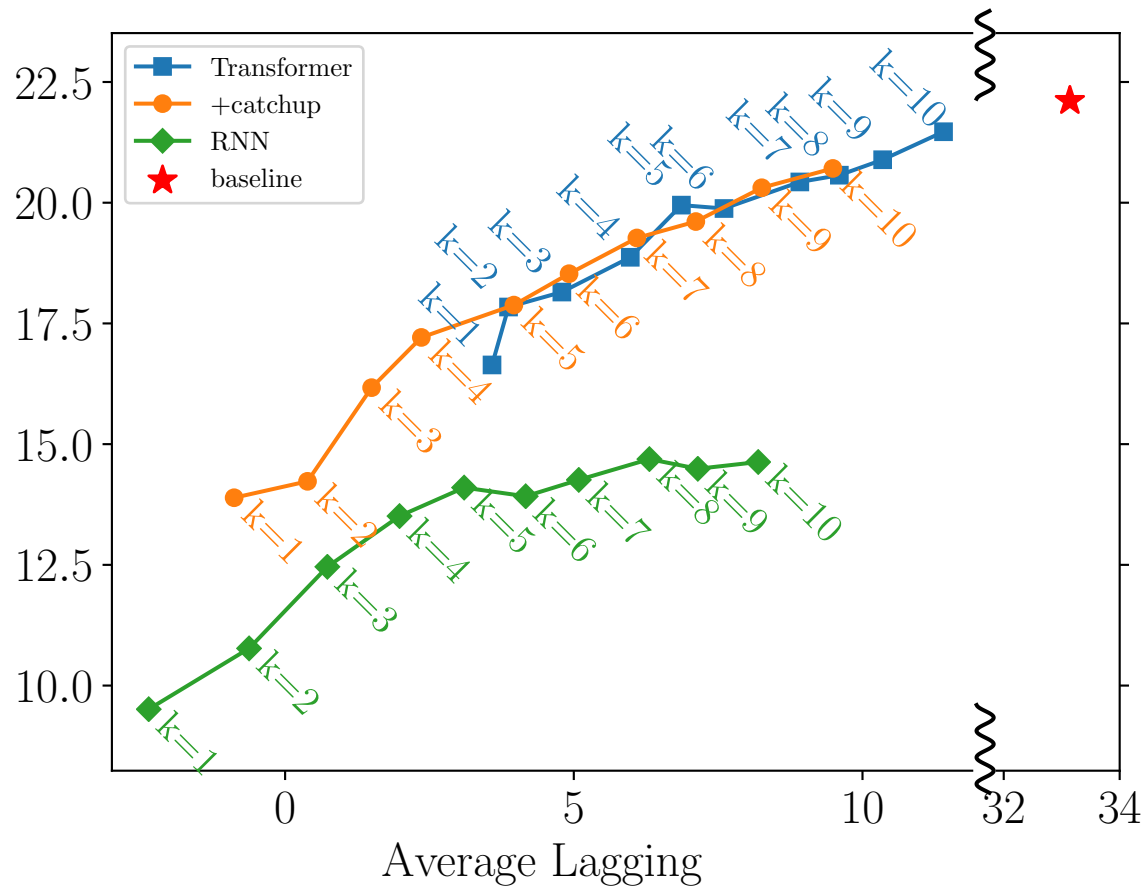 22.5
20.0
17.5
15.0
12.5
10.0
Transformer
+catchup
RNN
baseline
k=1
k=2
k=3
k=4
k=5
k=6
k=7
k=8
k=9
k=10
k=1
k=2
k=3
k=4
k=5
k=6
k=7
k=8
k=9
k=10
k=1
k=2
k=3
k=4
k=5
k=6
k=7
k=8
k=9
k=10
0
5
10
32
34
Average Lagging